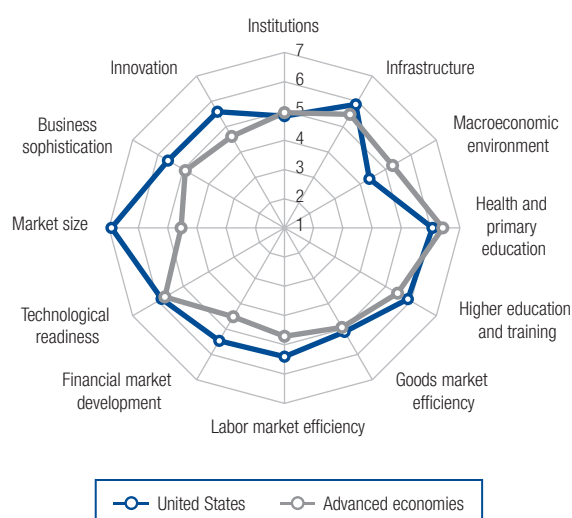 Institutions
7
Innovation
6
Infrastructure
5
Business
sophistication
4
Macroeconomic
environment
3
2
Market size
1
Health and
primary
education
Technological
readiness
Higher education
and training
Financial market
development
Goods market
efficiency
Labor market efficiency
United States
Advanced economies